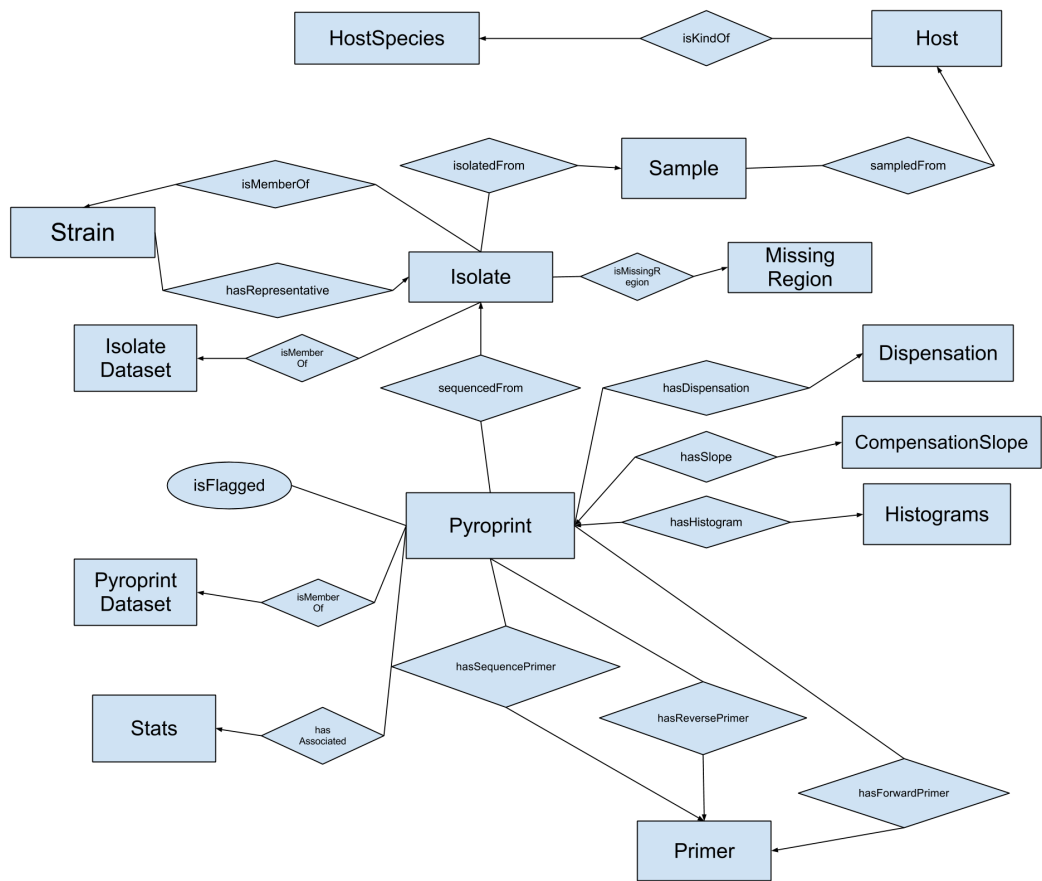 HostSpecies
isKindOf
Host
isolatedFrom
Sample
sampledFrom
isMemberOf
Strain
Isolate
isMissingR
egion
Missing
Region
hasRepresentative
Isolate
Dataset
isMember
Of
sequencedFrom
hasDispensation
Dispensation
hasSlope
CompensationSlope
isFlagged
Pyroprint
hasHistogram
Histograms
Pyroprint
Dataset
isMember
Of
hasSequencePrimer
hasReversePrimer
Stats
has
Associated
hasForwardPrimer
Primer